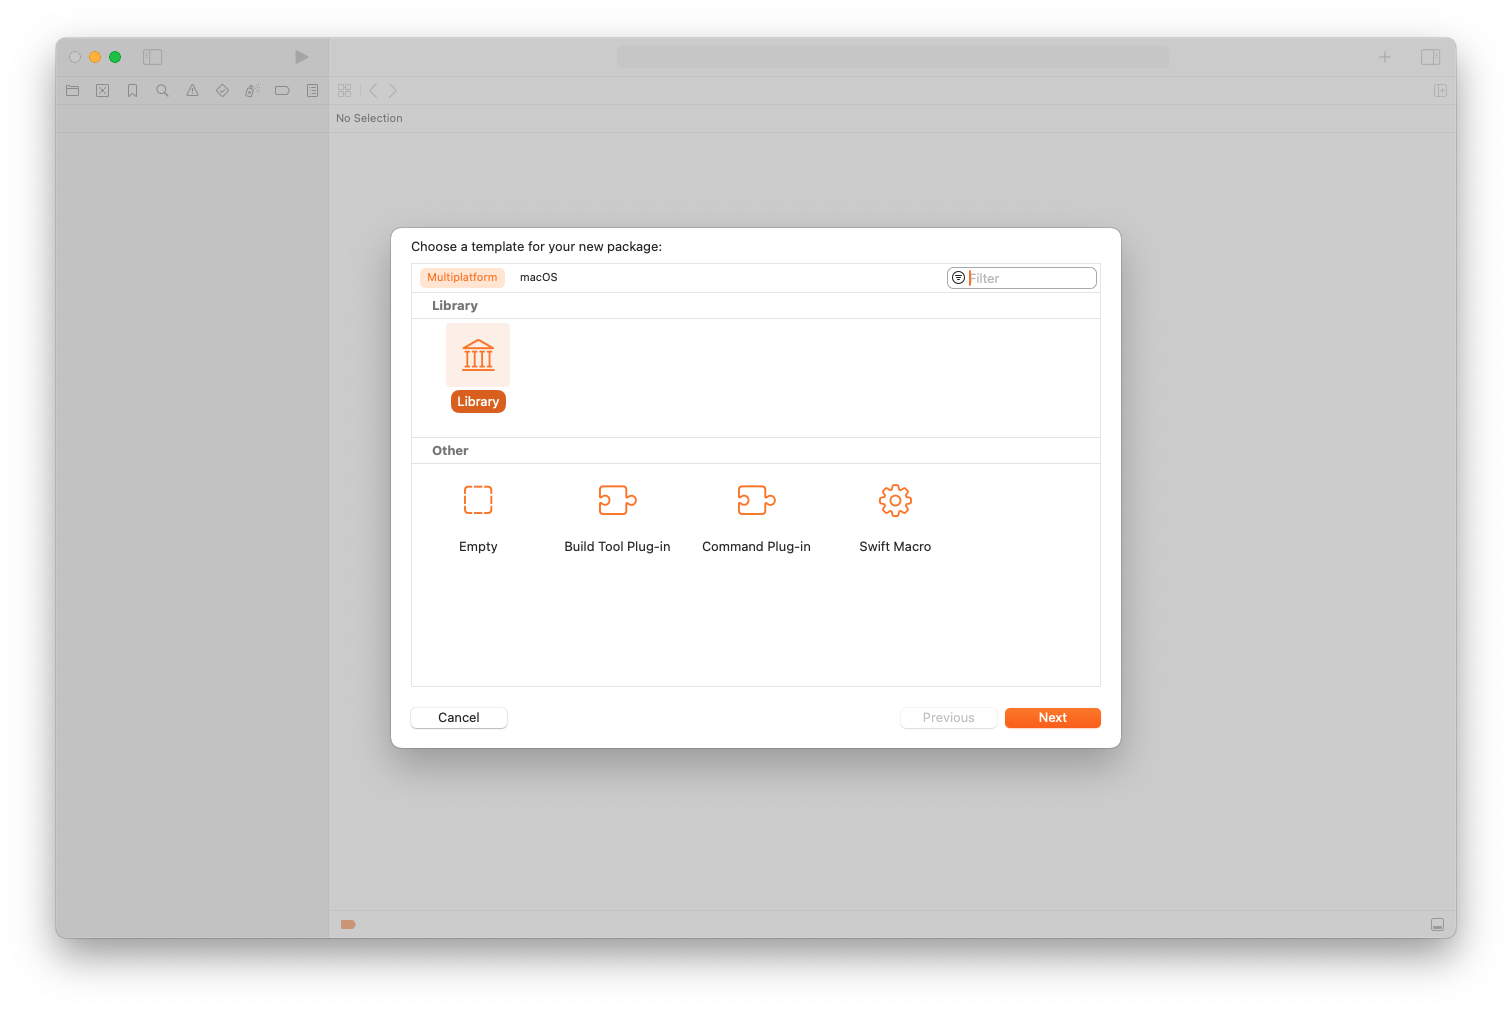 No Selection
Choose a template for your new package:
Multiplatform macOS Filter
Library
Library
Other
Empty Build Tool Plug-in Command Plug-in Swift Macro
Cancel Previous Next